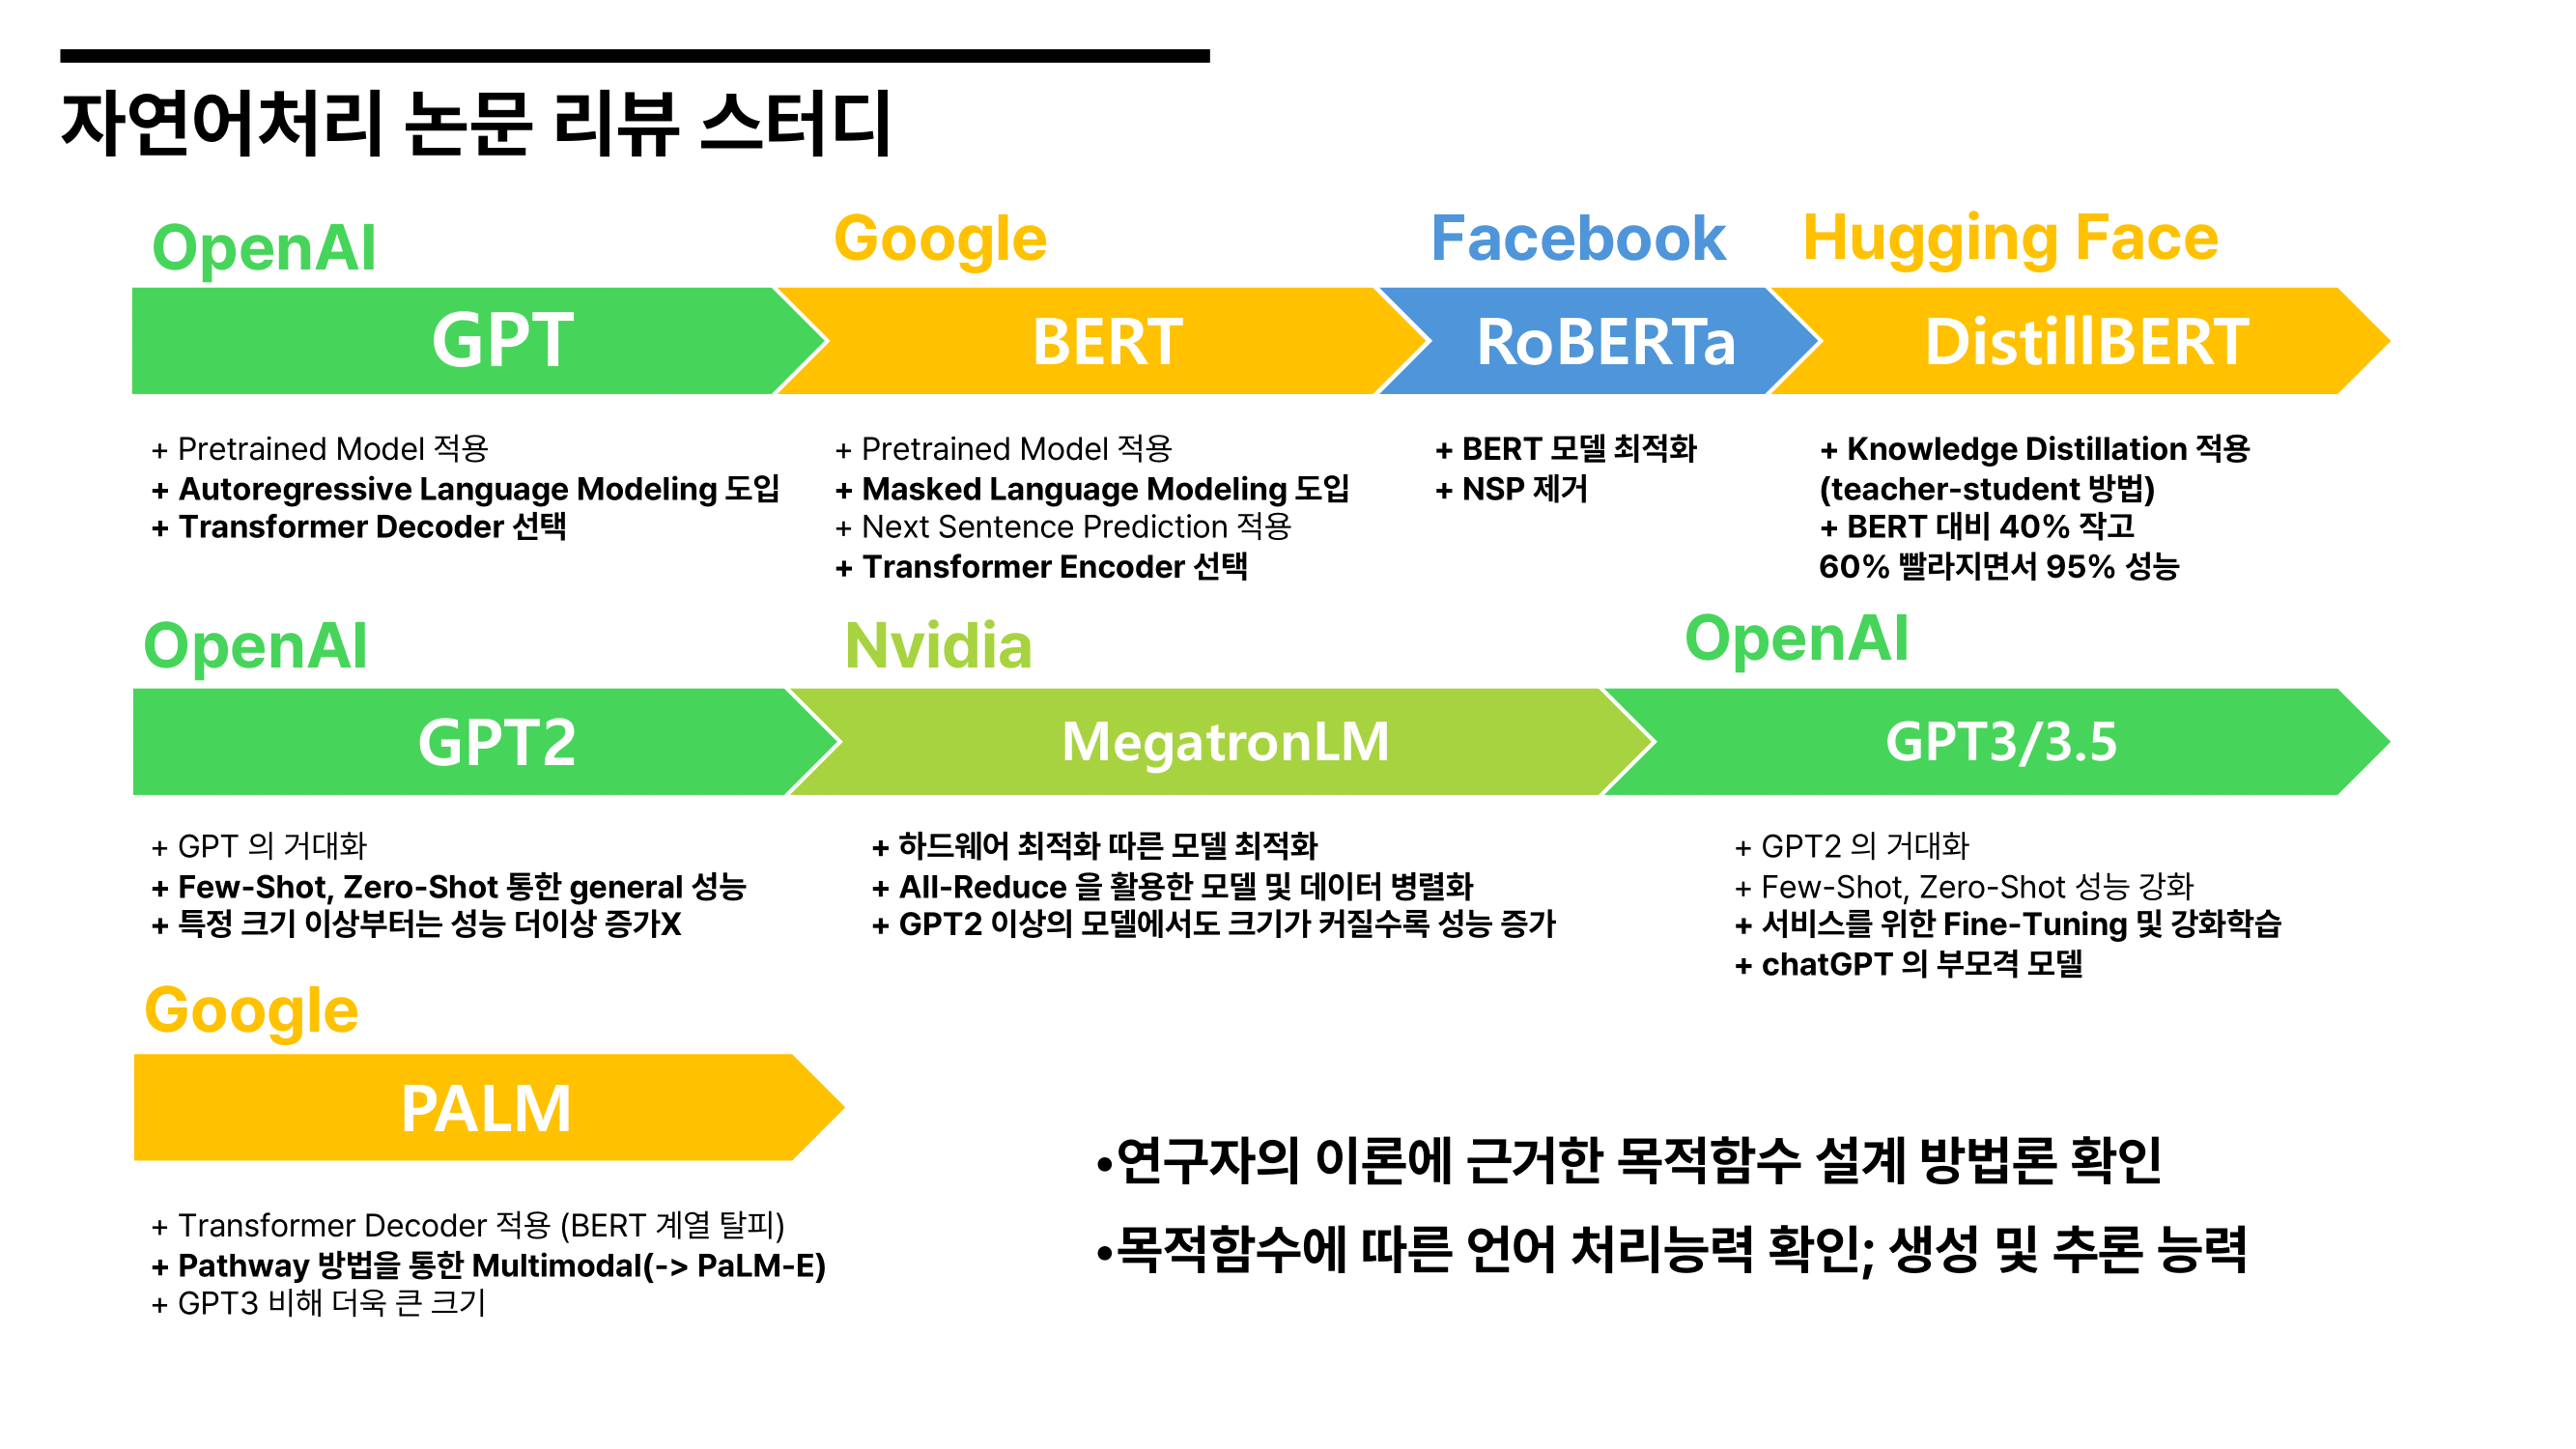 자연어처리 논문 리뷰 스터디
OpenAI
Google
Facebook
Hugging Face
GPT
BERT
RoBERTa
DistillBERT
+ Pretrained Model 적용
+ Autoregressive Language Modeling 도입
+ Transformer Decoder 선택
+ Pretrained Model 적용
+ Masked Language Modeling 도입
+ Next Sentence Prediction 적용
+ Transformer Encoder 선택
+ BERT 모델 최적화
+ NSP 제거
+ Knowledge Distillation 적용
(teacher-student 방법)
+ BERT 대비 40% 작고
60% 빨라지면서 95% 성능
OpenAI
Nvidia
OpenAI
GPT2
MegatronLM
GPT3/3.5
+ GPT 의 거대화
+ Few-Shot, Zero-Shot 통한 general 성능
+ 특정 크기 이상부터는 성능 더이상 증가X
+ 하드웨어 최적화 따른 모델 최적화
+ All-Reduce 을 활용한 모델 및 데이터 병렬화
+ GPT2 이상의 모델에서도 크기가 커질수록 성능 증가
+ GPT2 의 거대화
+ Few-Shot, Zero-Shot 성능 강화
+ 서비스를 위한 Fine-Tuning 및 강화학습
+ chatGPT 의 부모격 모델
Google
PALM
+ Transformer Decoder 적용 (BERT 계열 탈피)
+ Pathway 방법을 통한 Multimodal(-> PaLM-E)
+ GPT3 비해 더욱 큰 크기
•연구자의 이론에 근거한 목적함수 설계 방법론 확인
•목적함수에 따른 언어 처리능력 확인; 생성 및 추론 능력